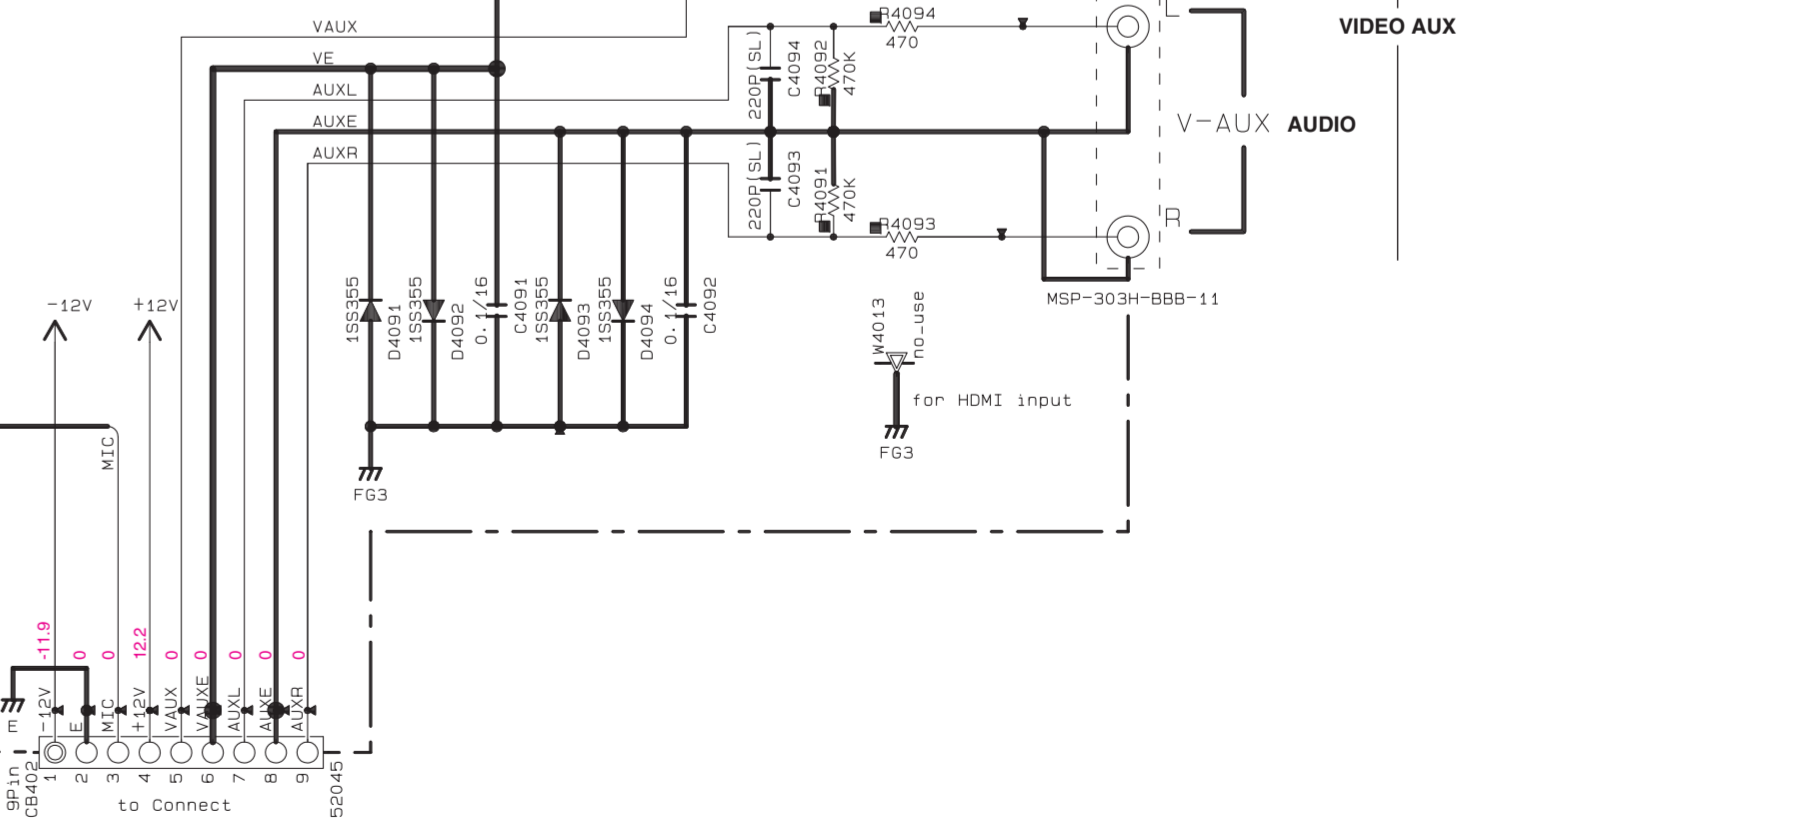 VAUX
VE
AUXL
AUXE
AUXR
220P(SL)
C4094
R4092
470K
R4094
470
L
VIDEO AUX
V-AUX AUDIO
220P(SL)
C4093
R4091
470K
R4093
470
R
MSP-303H-BBB-11
-12V
+12V
1SS355
D4091
1SS355
D4092
0.1/16
C4091
1SS355
D4093
1SS355
D4094
0.1/16
C4092
W4013
no_use
for HDMI input
FG3
MIC
FG3
-11.9
0
0
12.2
0
0
0
0
0
E
-12V
E
MIC
+12V
VAUX
VAUXE
AUXL
AUXE
AUXR
9Pin
CB402
1
2
3
4
5
6
7
8
9
52045
to Connect